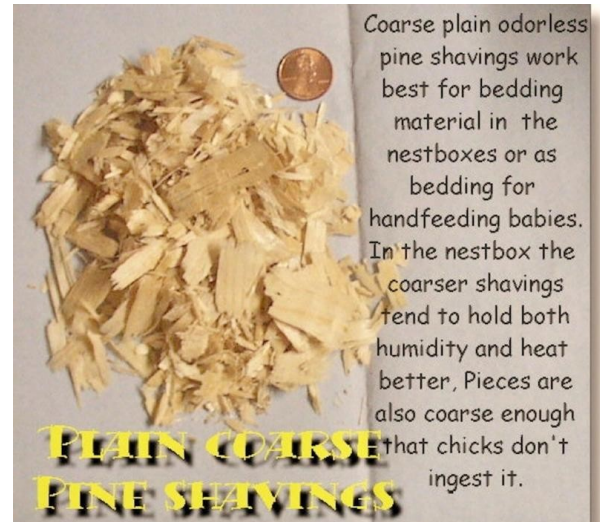 Coarse plain odorless
pine shavings work
best for bedding
material in the
nestboxes or as
bedding for
handfeeding babies.
In the nestbox the
coarser shavings
tend to hold both
humidity and heat
better, Pieces are
also coarse enough
that chicks don't
ingest it.
PLAIN COARSE
PINE SHAVINGS